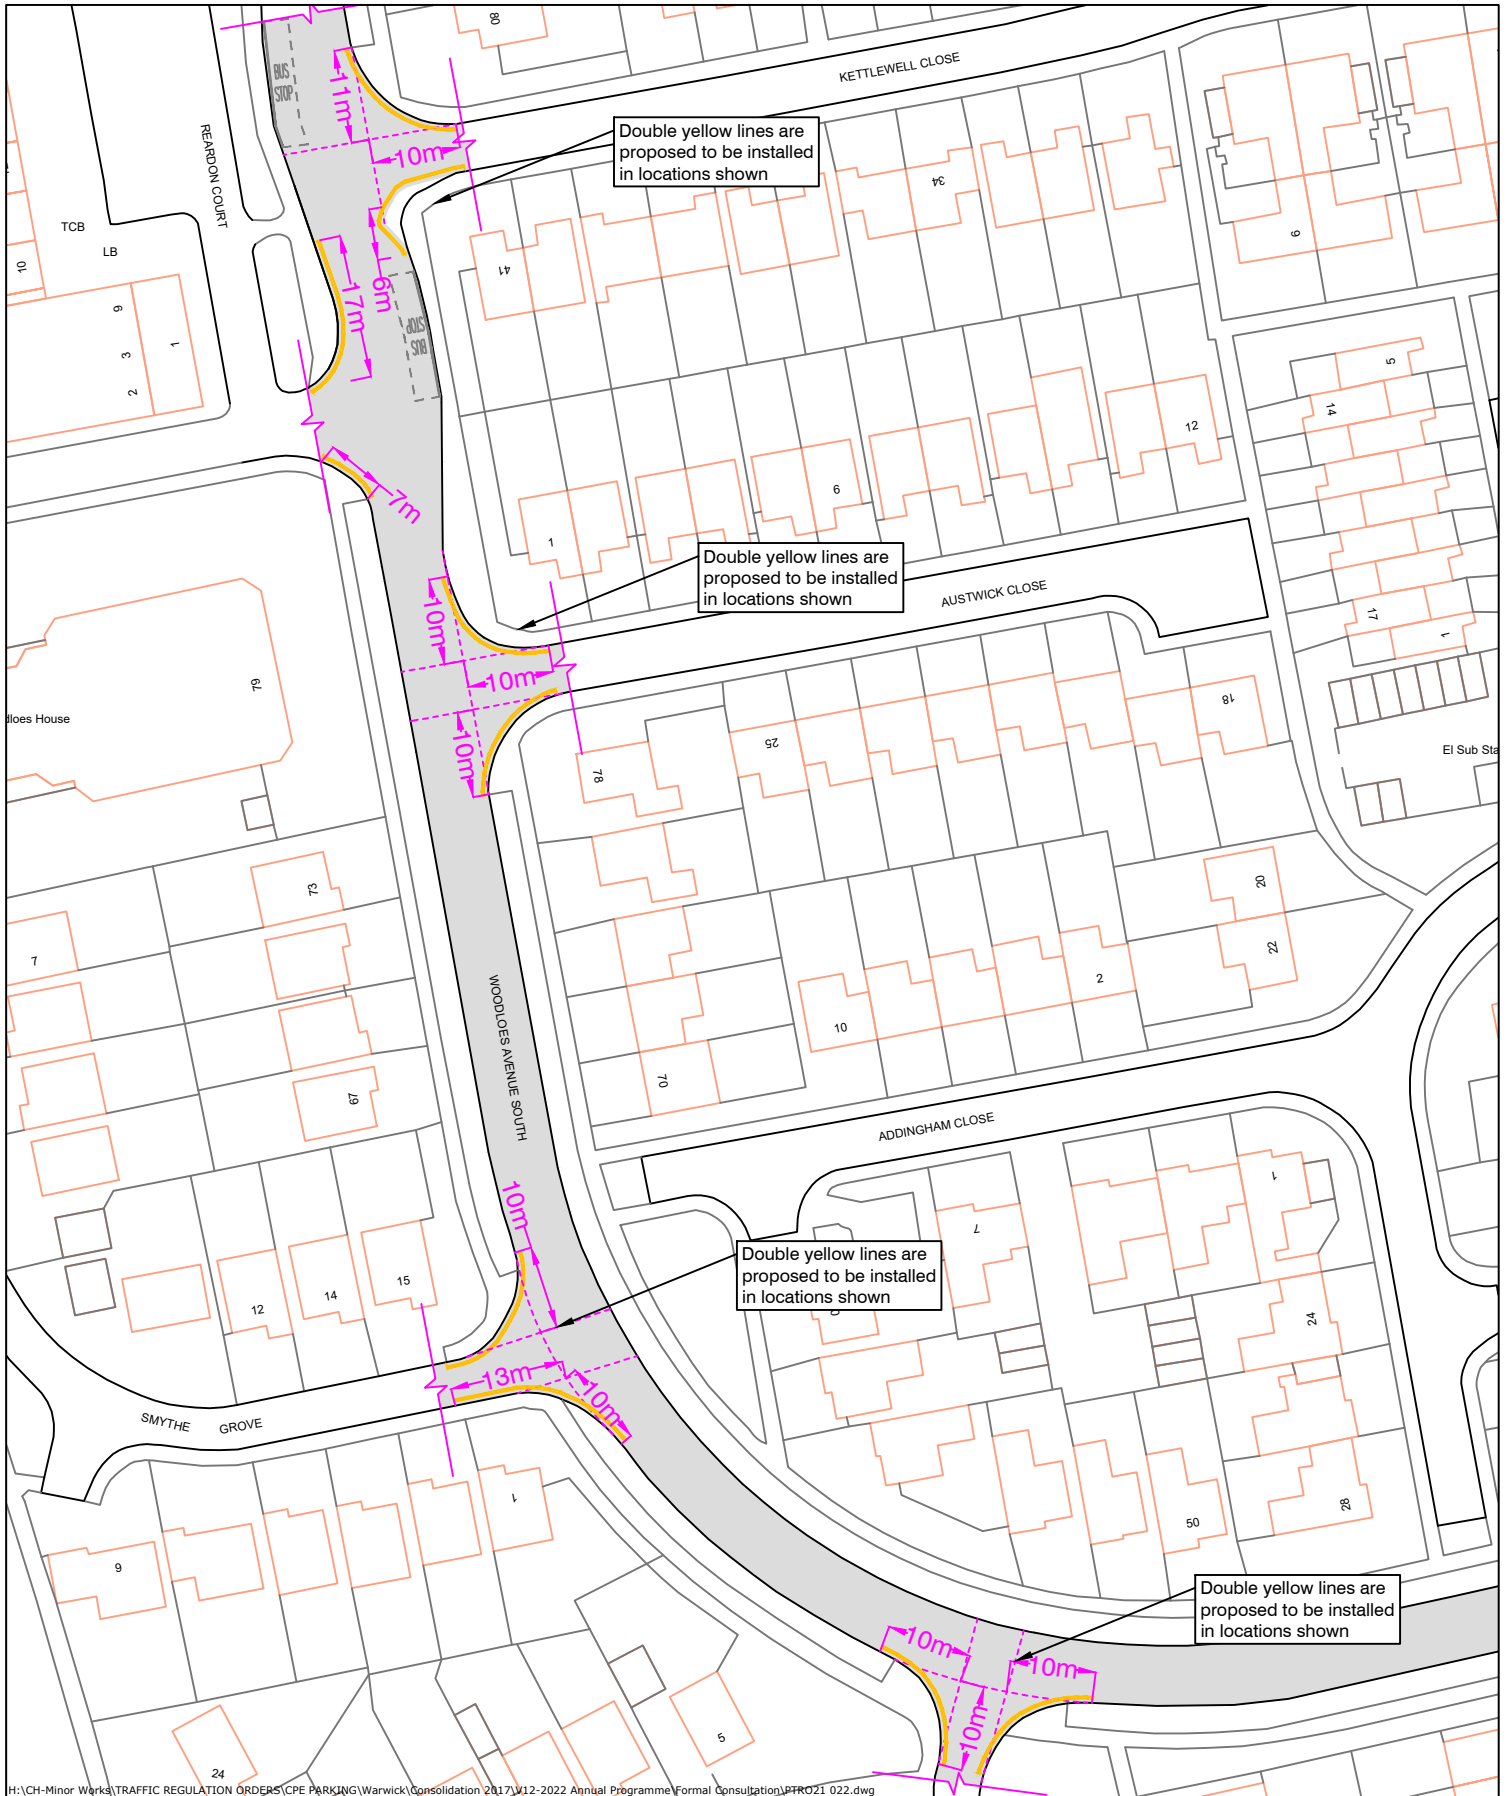 80
KETTLEWELL CLOSE
BUS
STOP
11m
REARDON COURT
10m
Double yellow lines are
proposed to be installed
in locations shown
34
TCB
LB
10
41
6m
9
17m
BUS
STOP
9
3
2
1
5
14
12
6
7m
1
Double yellow lines are
proposed to be installed
in locations shown
AUSTWICK CLOSE
10m
17
1
10m
79
dloes House
10m
18
25
78
El Sub Sta
73
20
22
7
2
WOODLOES AVENUE SOUTH
10
70
67
ADDINGHAM CLOSE
10m
7
1
Double yellow lines are
proposed to be installed
in locations shown
15
14
12
24
13m
10m
SMYTHE GROVE
1
28
50
9
Double yellow lines are
proposed to be installed
in locations shown
10m
10m
10m
5
24
H:\CH-Minor Works\TRAFFIC REGULATION ORDERS\CPE PARKING\Warwick\Consolidation 2017\V12-2022 Annual Programme Formal Consultation\PTRO21 022.dwg